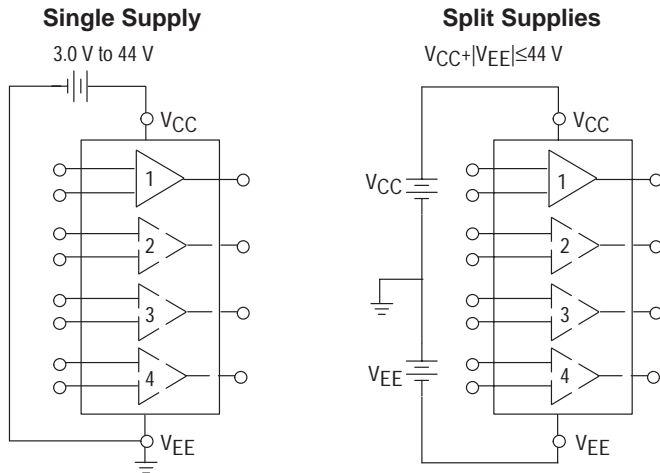 Single Supply
3.0 V to 44 V
VCC
1
2
3
4
VEE
Split Supplies
VCC+|VEE|≤44 V
VCC
VCC
1
2
3
VEE
4
VEE